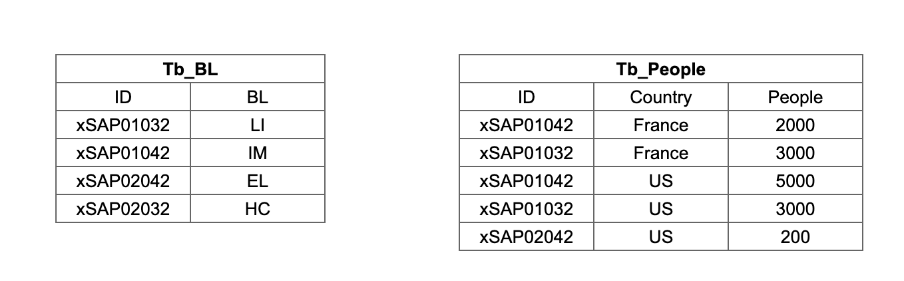 Tb_BL
ID BL
xSAP01032 LI
xSAP01042 IM
xSAP02042 EL
xSAP02032 HC
Tb_People
ID Country People
xSAP01042 France 2000
xSAP01032 France 3000
xSAP01042 US 5000
xSAP01032 US 3000
xSAP02042 US 200